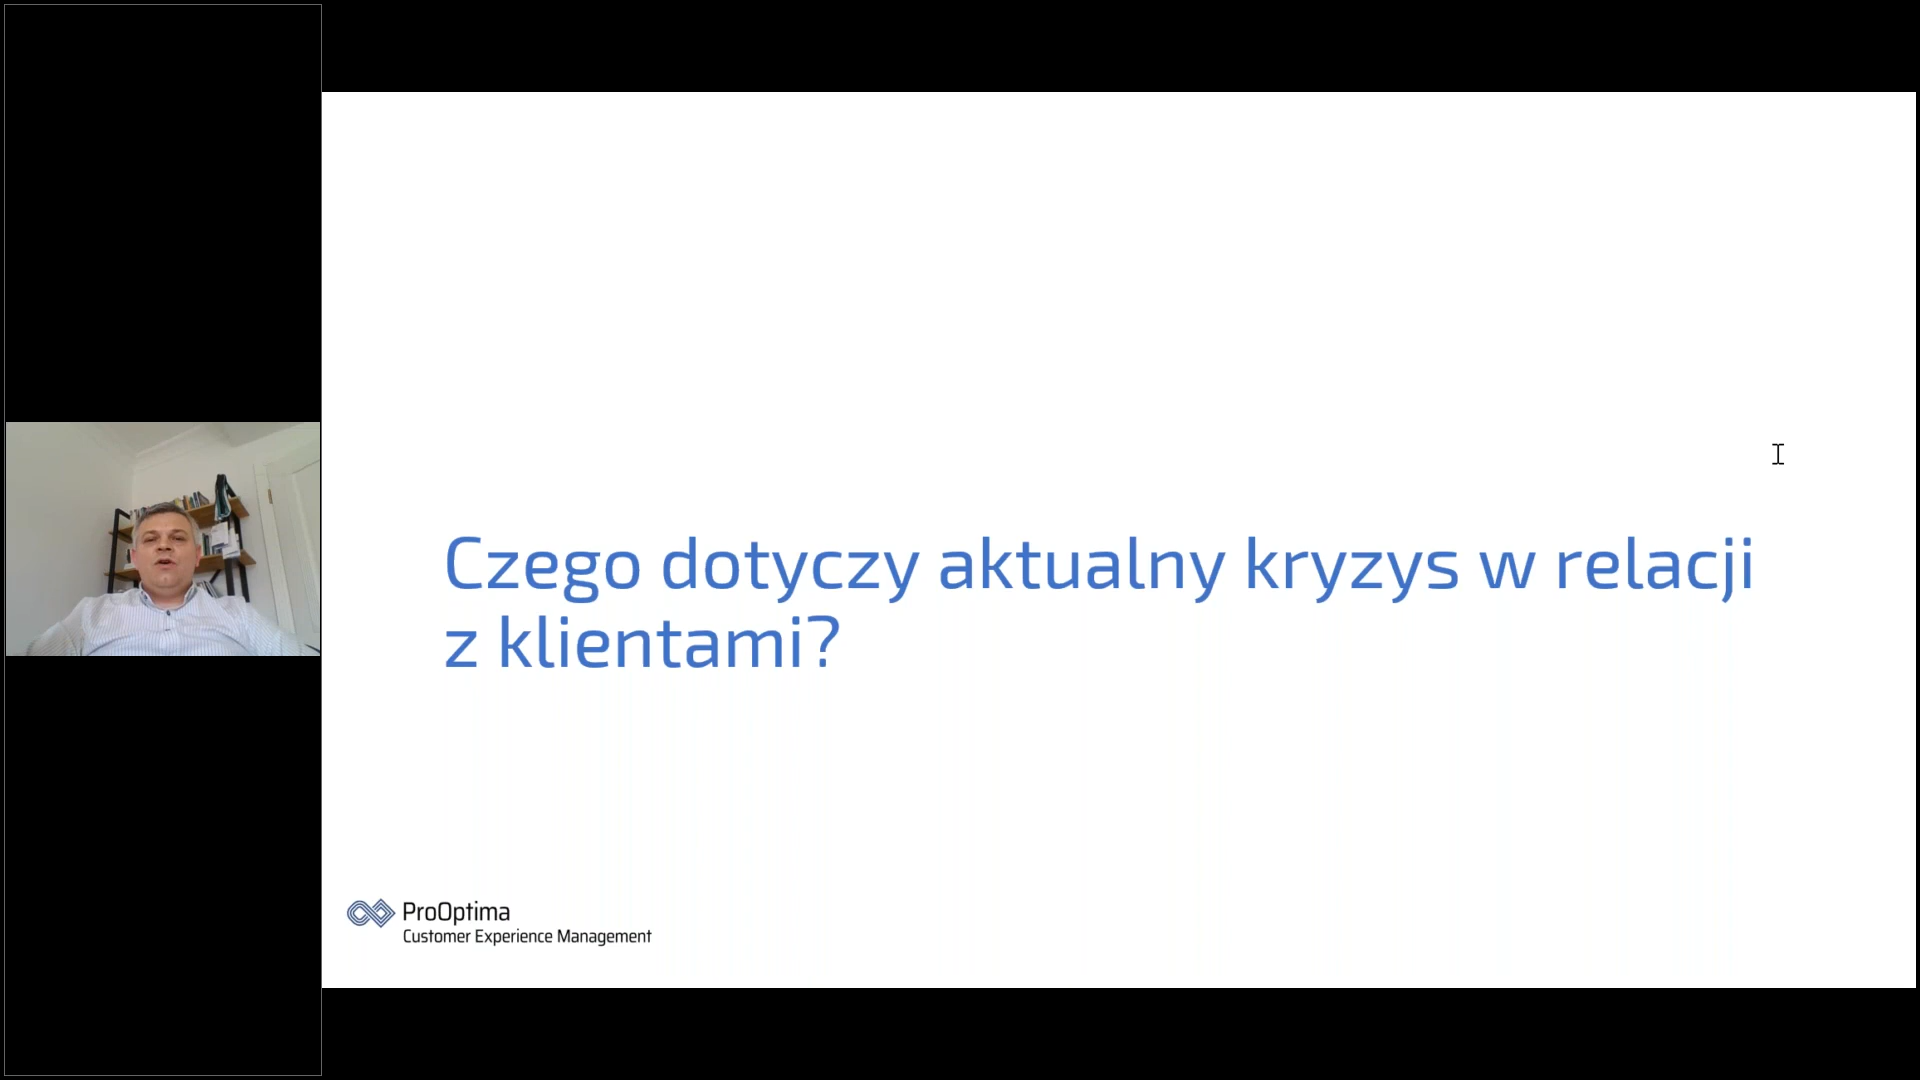 Czego dotyczy aktualny kryzys w relacji
z klientami?
ProOptima
Customer Experience Management